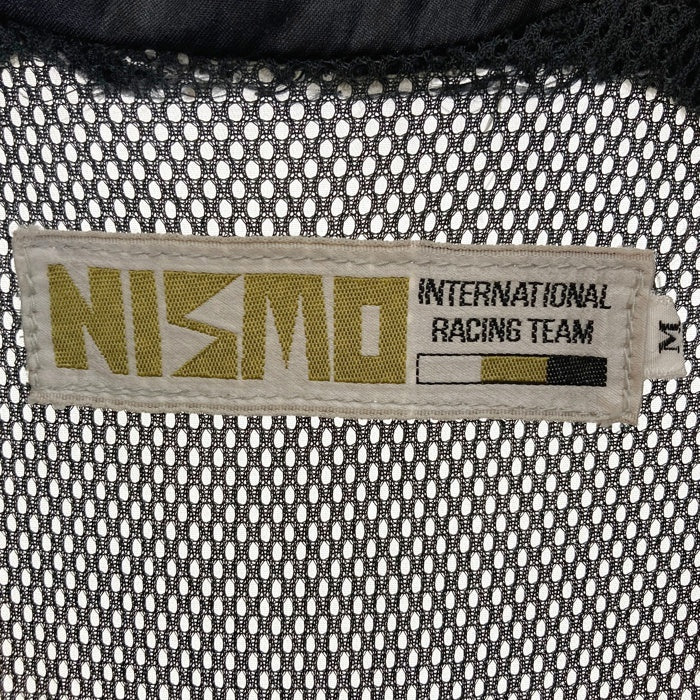 NISMO
INTERNATIONAL
RACING TEAM
M